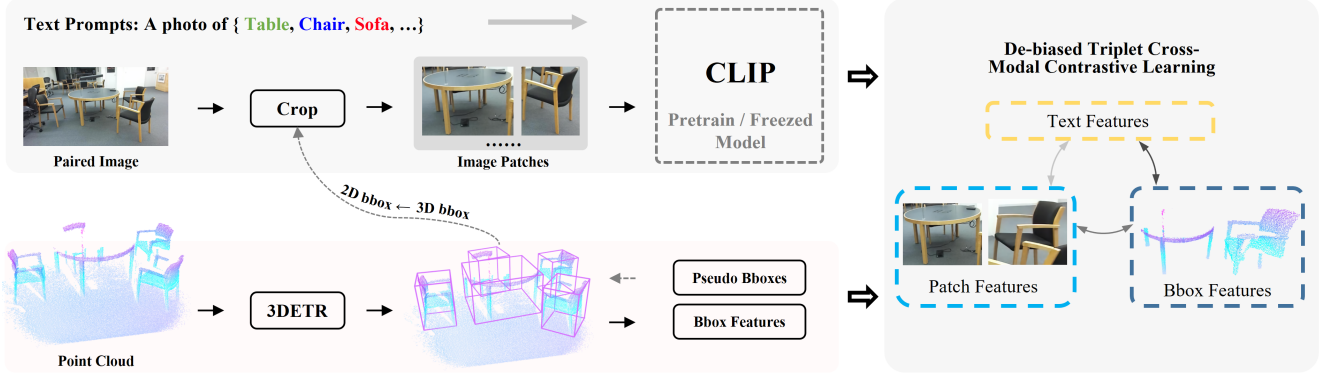 Text Prompts: A photo of { Table, Chair, Sofa, …}
Paired Image
Crop
......
Image Patches
CLIP
Pretrain / Freezed
Model
2D bbox ← 3D bbox
Point Cloud
3DETR
Pseudo Bboxes
Bbox Features
De-biased Triplet Cross-
Modal Contrastive Learning
Text Features
Patch Features
Bbox Features